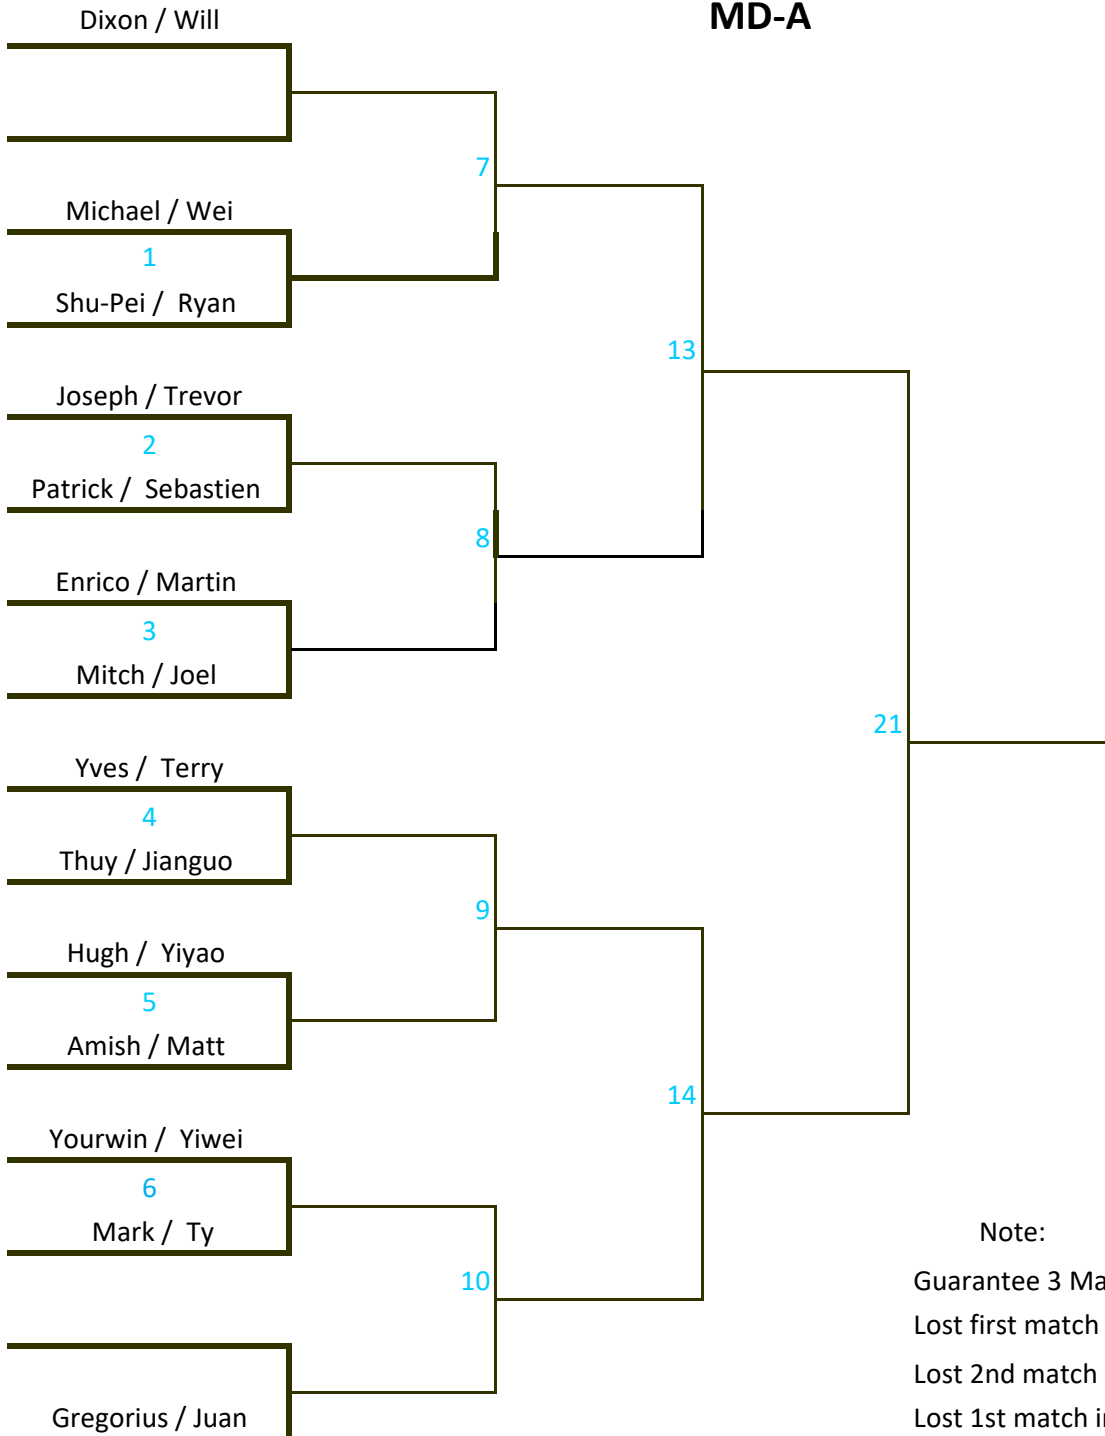 Dixon / Will
MD-A
7
Michael / Wei
1
Shu-Pei / Ryan
13
Joseph / Trevor
2
Patrick / Sebastien
8
Enrico / Martin
3
Mitch / Joel
21
Yves / Terry
4
Thuy / Jianguo
9
Hugh / Yiyao
5
Amish / Matt
14
Yourwin / Yiwei
6
Mark / Ty
Note:
10
Guarantee 3 Ma
Lost first match
Lost 2nd match
Gregorius / Juan
Lost 1st match i